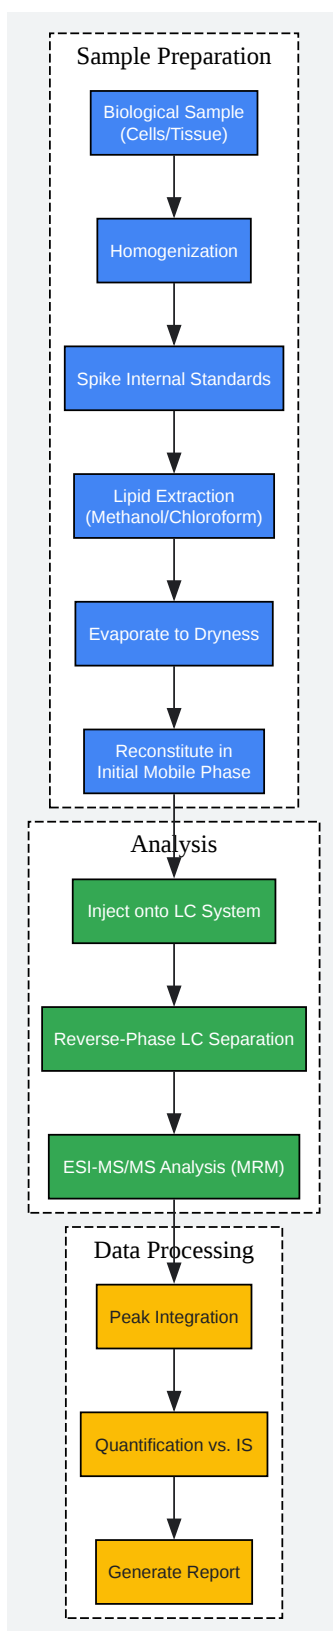 Sample Preparation
Biological Sample
(Cells/Tissue)
Homogenization
Spike Internal Standards
Lipid Extraction
(Methanol/Chloroform)
Evaporate to Dryness
Reconstitute in
Initial Mobile Phase
Analysis
Inject onto LC System
Reverse-Phase LC Separation
ESI-MS/MS Analysis (MRM)
Data Processing
Peak Integration
Quantification vs. IS
Generate Report